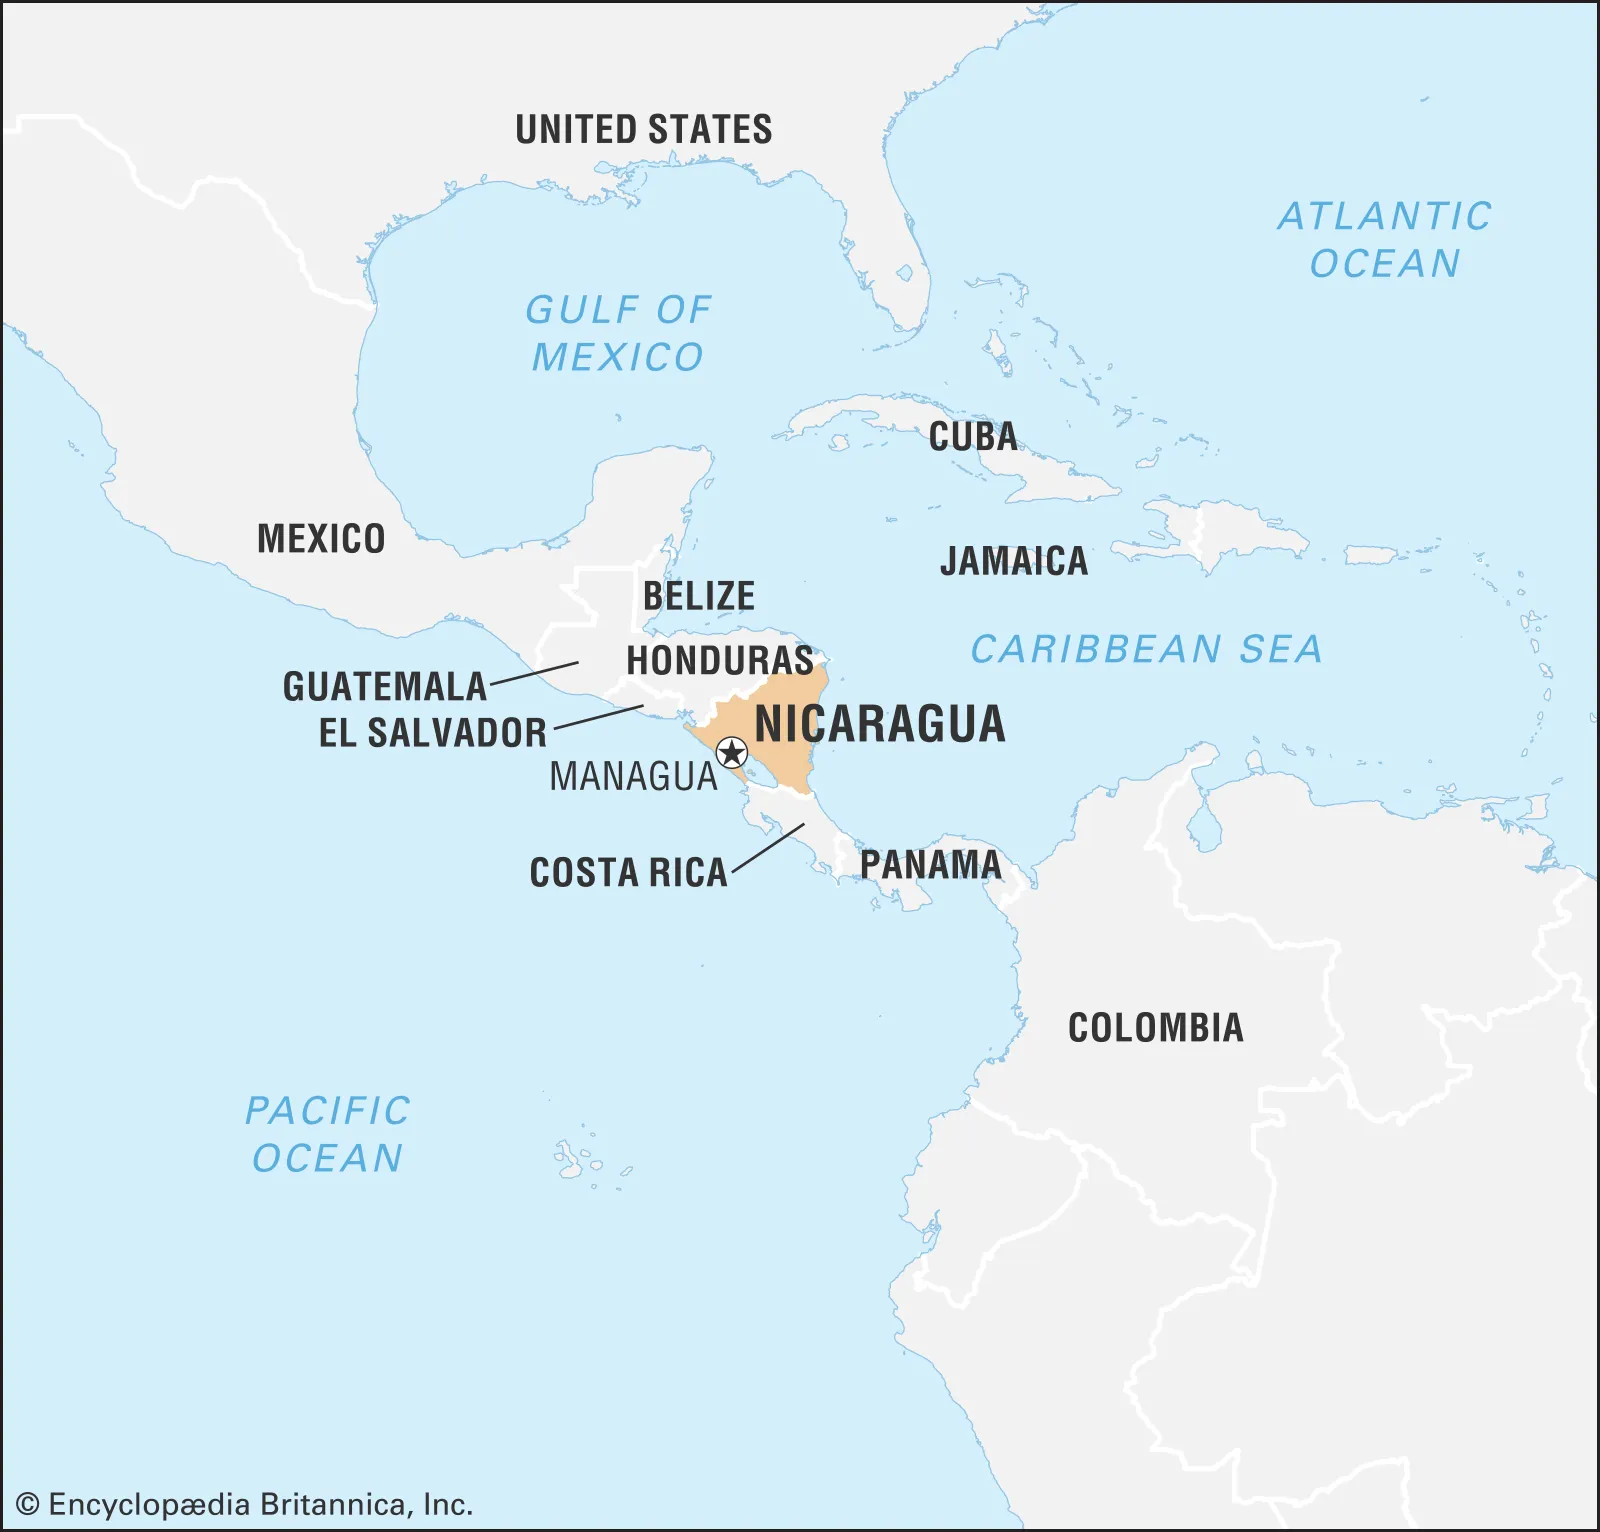 UNITED STATES
ATLANTIC
OCEAN
GULF OF
MEXICO
CUBA
MEXICO
JAMAICA
BELIZE
CARIBBEAN SEA
HONDURAS
GUATEMALA
NICARAGUA
EL SALVADOR
MANAGUA
COSTA RICA
PANAMA
COLOMBIA
PACIFIC
OCEAN
© Encyclopædia Britannica, Inc.